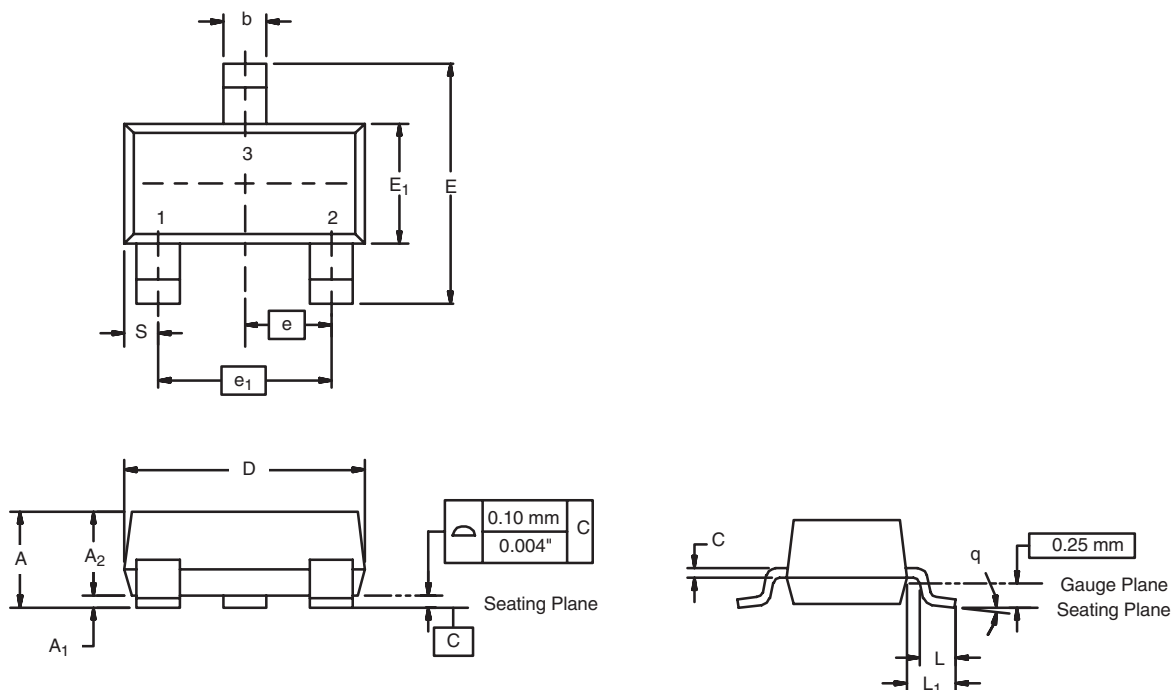 b
3
E₁
E
1
2
S
e
e₁
D
A
A₂
A₁
0.10 mm
0.004"
C
Seating Plane
C
C
q
0.25 mm
Gauge Plane
Seating Plane
L
L₁